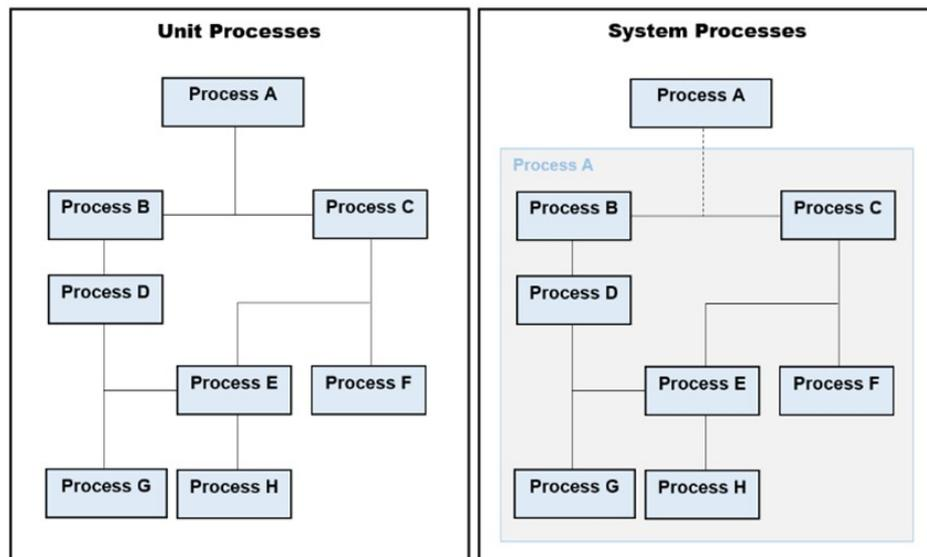 Unit Processes
Process A
Process B
Process C
Process D
Process E
Process F
Process G
Process H
System Processes
Process A
Process A
Process B
Process C
Process D
Process E
Process F
Process G
Process H